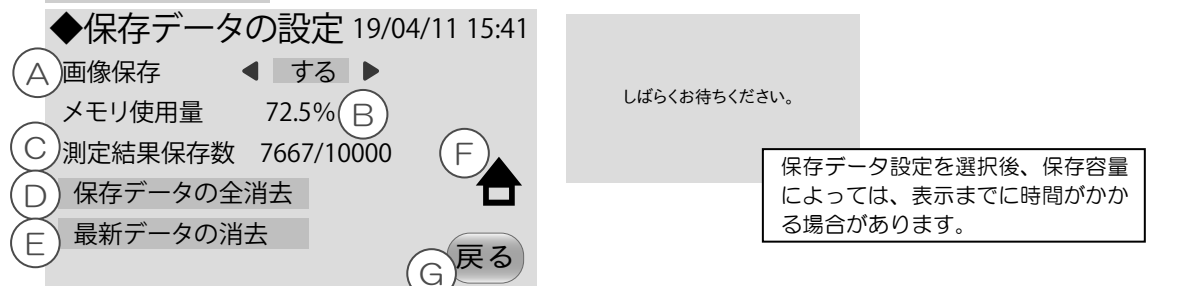 ◆保存データの設定 19/04/11 15:41
A 画像保存 ◀ する ▶
メモリ使用量 72.5% B
C 測定結果保存数 7667/10000
F
D 保存データの全消去
E 最新データの消去
G 戻る
しばらくお待ちください。
保存データ設定を選択後、保存容量
によっては、表示までに時間がかか
る場合があります。